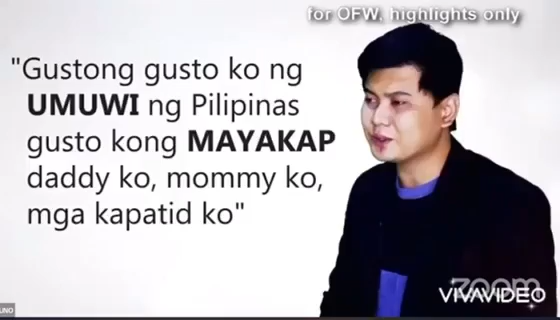 for OFW, highlights only
"Gustong gusto ko ng
UMUWI ng Pilipinas
gusto kong MAYAKAP
daddy ko, mommy ko,
mga kapatid ko"
zoom
VIVAVIDEO
UNO